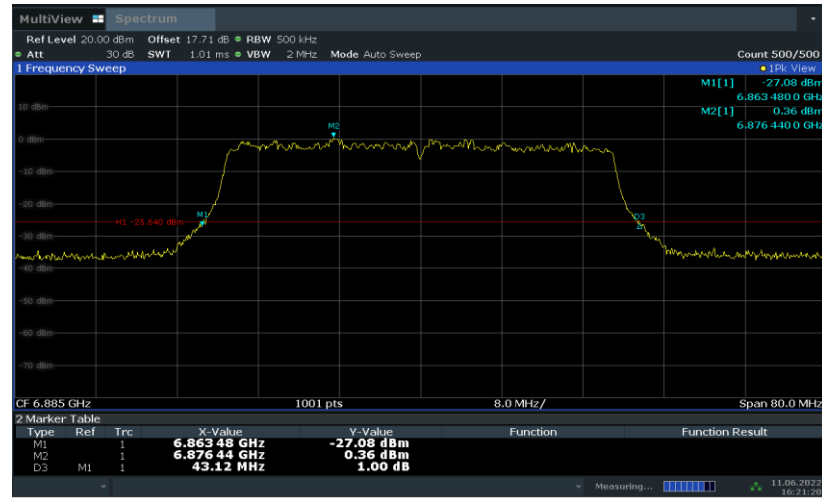 MultiView Spectrum
Ref Level 20.00 dBm Offset 17.71 dB RBW 500 kHz
Att 30 dB SWT 1.01 ms VBW 2 MHz Mode Auto Sweep Count 500/500
1 Frequency Sweep 1Pk View
M1[1] -27.08 dBm
6.863 480 0 GHz
M2[1] 0.36 dBm
6.876 440 0 GHz
10 dBm
M2
0 dBm
-10 dBm
-20 dBm
M1 D3
H1 -25.640 dBm
-30 dBm
-40 dBm
-50 dBm
-60 dBm
-70 dBm
CF 6.885 GHz 1001 pts 8.0 MHz/ Span 80.0 MHz
2 Marker Table
Type Ref Trc X-Value Y-Value Function Function Result
M1 1 6.863 48 GHz -27.08 dBm
M2 1 6.876 44 GHz 0.36 dBm
D3 M1 1 43.12 MHz 1.00 dB
Measuring... 11.06.2022
16:21:20